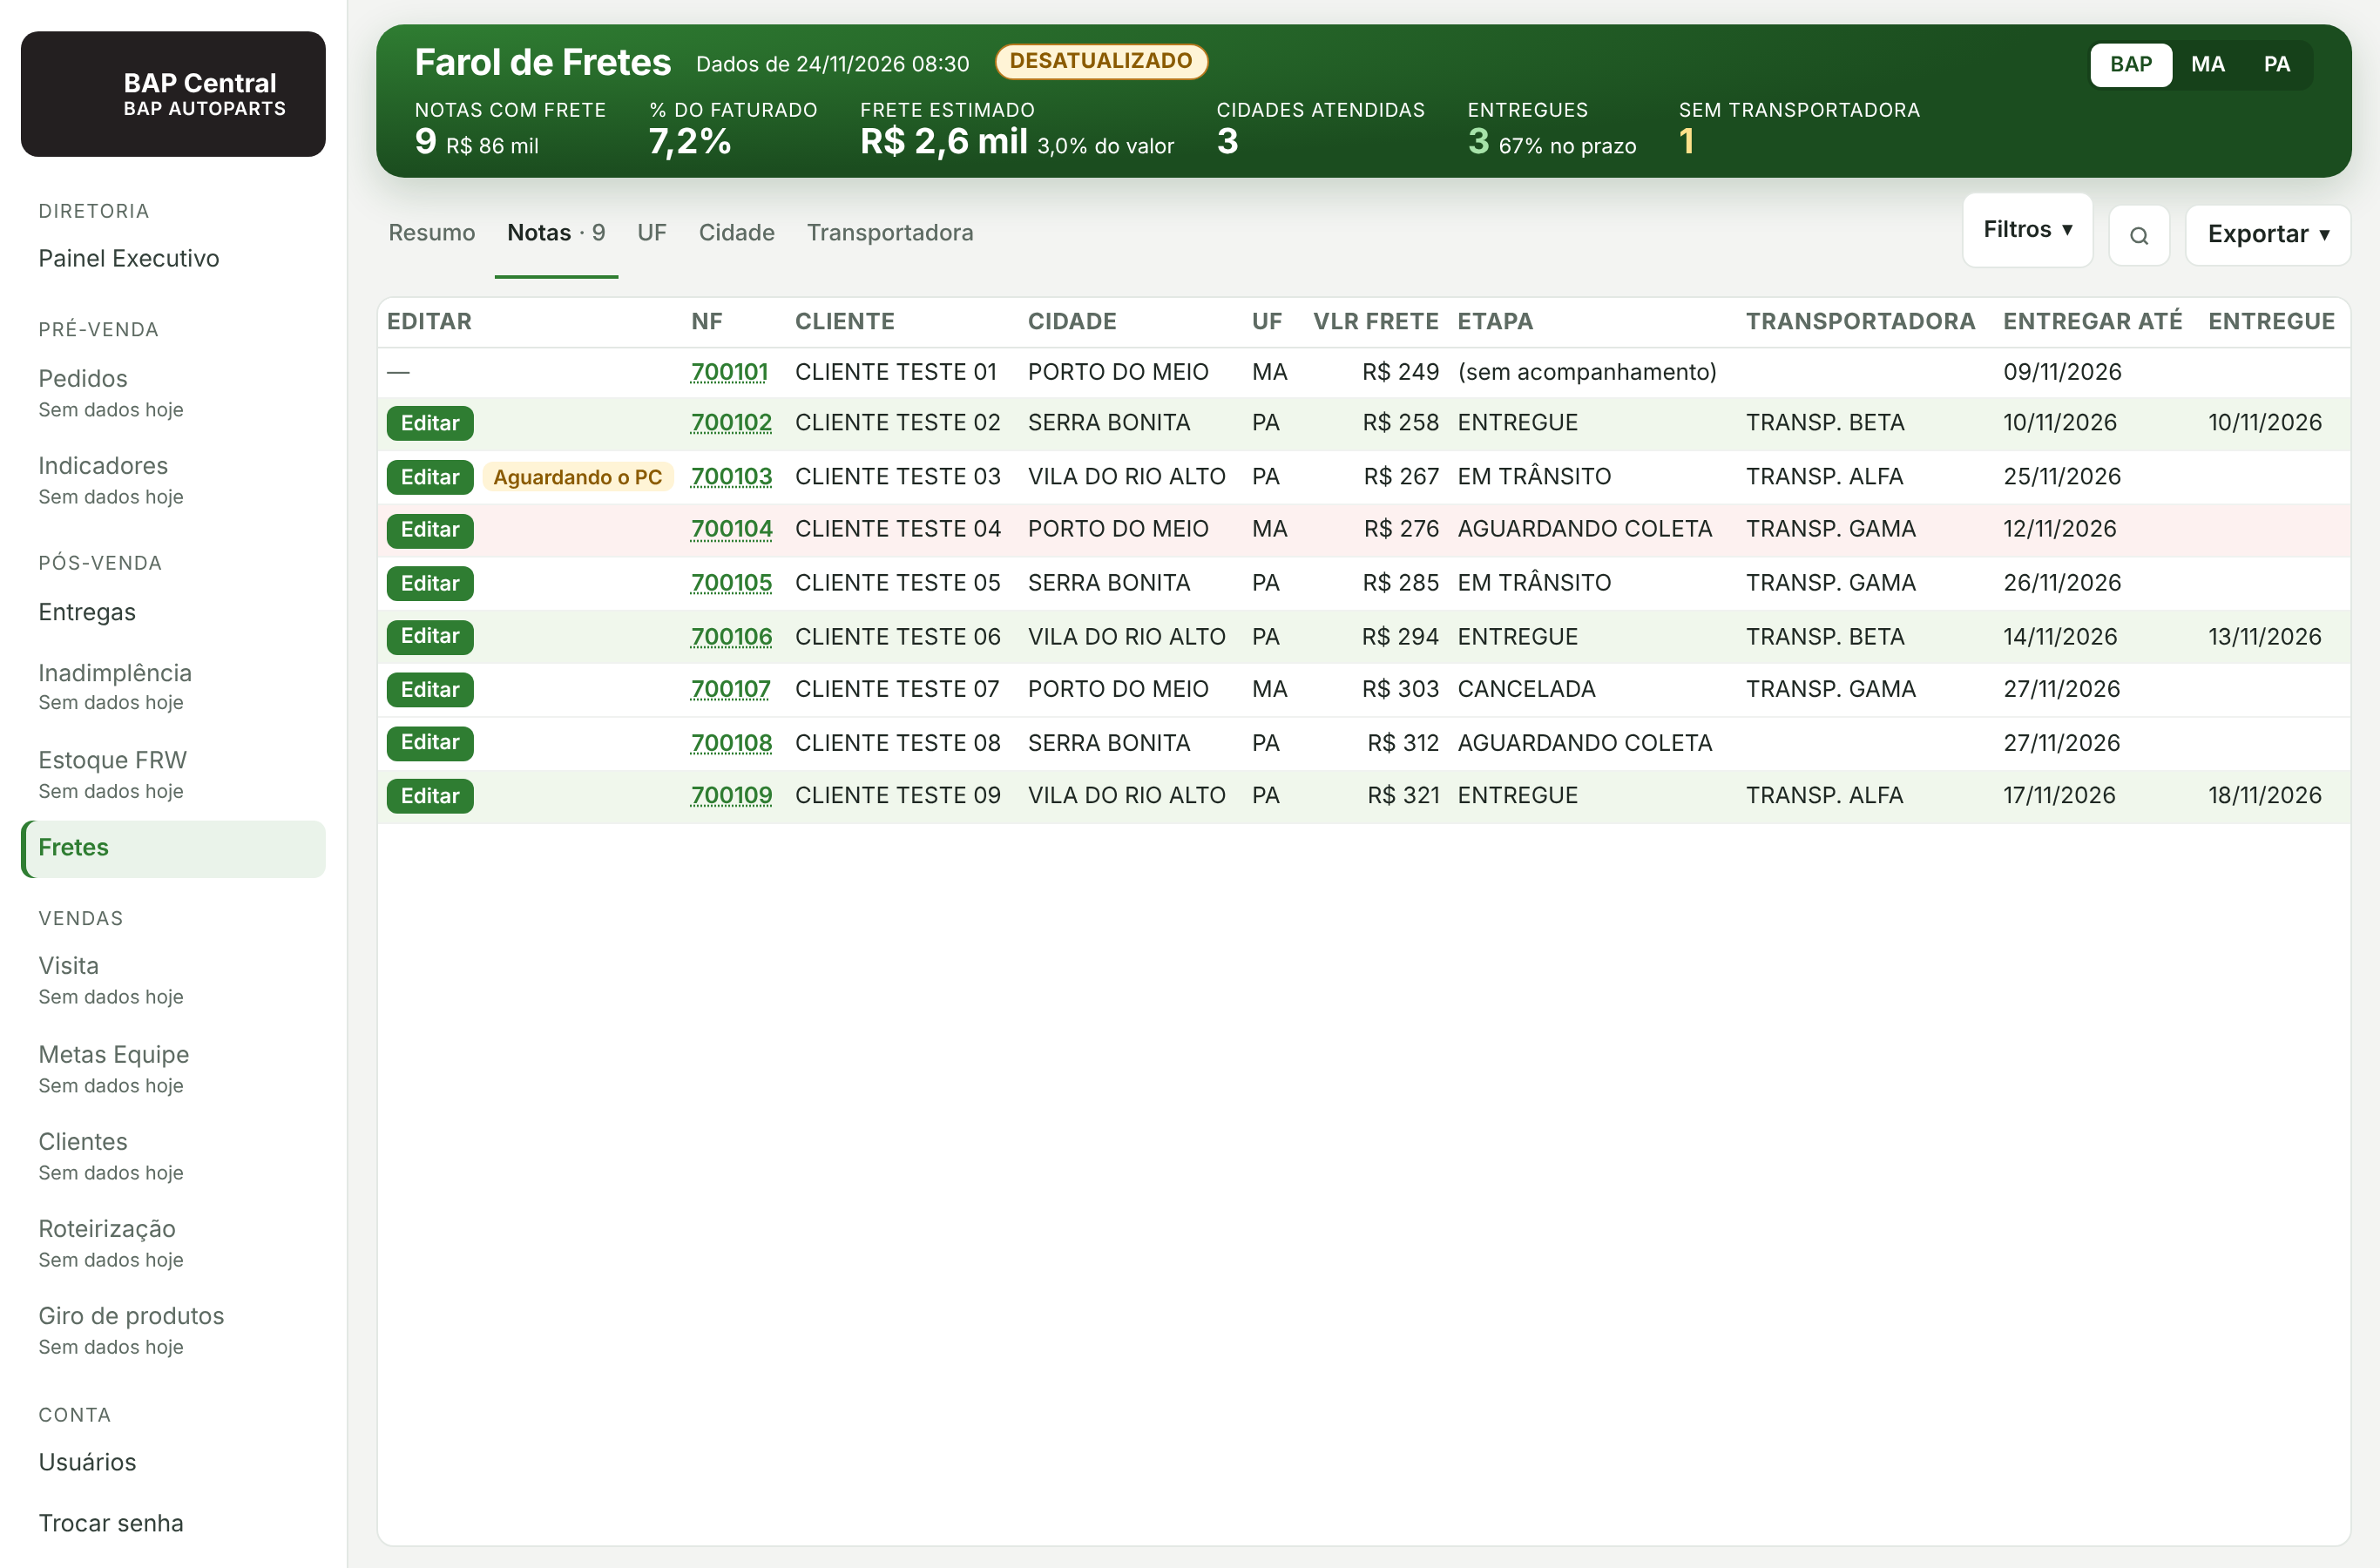 BAP Central
BAP AUTOPARTS
DIRETORIA
Painel Executivo
PRÉ-VENDA
Pedidos
Sem dados hoje
Indicadores
Sem dados hoje
PÓS-VENDA
Entregas
Inadimplência
Sem dados hoje
Estoque FRW
Sem dados hoje
Fretes
VENDAS
Visita
Sem dados hoje
Metas Equipe
Sem dados hoje
Clientes
Sem dados hoje
Roteirização
Sem dados hoje
Giro de produtos
Sem dados hoje
CONTA
Usuários
Trocar senha
Farol de Fretes Dados de 24/11/2026 08:30 DESATUALIZADO BAP MA PA
NOTAS COM FRETE % DO FATURADO FRETE ESTIMADO CIDADES ATENDIDAS ENTREGUES SEM TRANSPORTADORA
9 R$ 86 mil 7,2% R$ 2,6 mil 3,0% do valor 3 3 67% no prazo 1
Resumo Notas · 9 UF Cidade Transportadora Filtros ▾ Exportar ▾
EDITAR NF CLIENTE CIDADE UF VLR FRETE ETAPA TRANSPORTADORA ENTREGAR ATÉ ENTREGUE
— 700101 CLIENTE TESTE 01 PORTO DO MEIO MA R$ 249 (sem acompanhamento) 09/11/2026
Editar 700102 CLIENTE TESTE 02 SERRA BONITA PA R$ 258 ENTREGUE TRANSP. BETA 10/11/2026 10/11/2026
Editar Aguardando o PC 700103 CLIENTE TESTE 03 VILA DO RIO ALTO PA R$ 267 EM TRÂNSITO TRANSP. ALFA 25/11/2026
Editar 700104 CLIENTE TESTE 04 PORTO DO MEIO MA R$ 276 AGUARDANDO COLETA TRANSP. GAMA 12/11/2026
Editar 700105 CLIENTE TESTE 05 SERRA BONITA PA R$ 285 EM TRÂNSITO TRANSP. GAMA 26/11/2026
Editar 700106 CLIENTE TESTE 06 VILA DO RIO ALTO PA R$ 294 ENTREGUE TRANSP. BETA 14/11/2026 13/11/2026
Editar 700107 CLIENTE TESTE 07 PORTO DO MEIO MA R$ 303 CANCELADA TRANSP. GAMA 27/11/2026
Editar 700108 CLIENTE TESTE 08 SERRA BONITA PA R$ 312 AGUARDANDO COLETA 27/11/2026
Editar 700109 CLIENTE TESTE 09 VILA DO RIO ALTO PA R$ 321 ENTREGUE TRANSP. ALFA 17/11/2026 18/11/2026